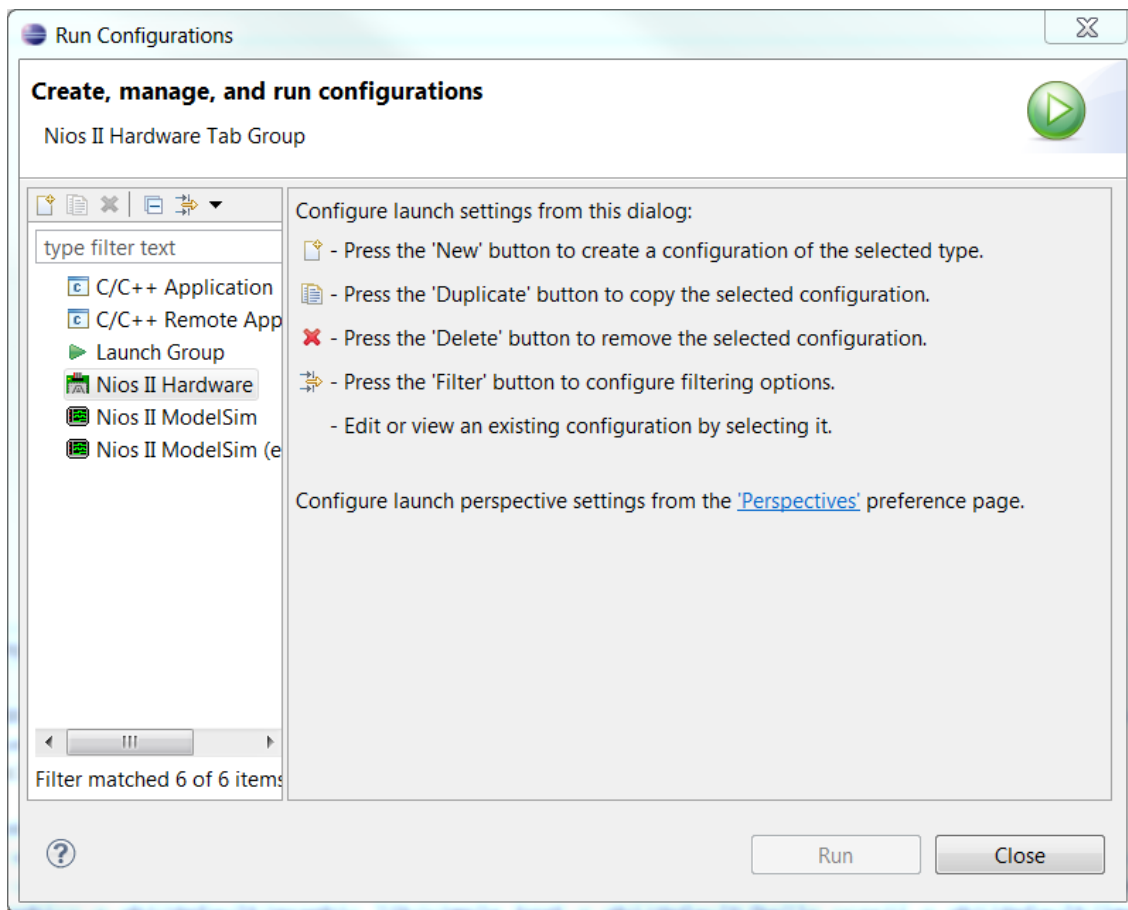 Run Configurations
Create, manage, and run configurations
Nios II Hardware Tab Group
type filter text
C/C++ Application
C/C++ Remote App
Launch Group
Nios II Hardware
Nios II ModelSim
Nios II ModelSim (e
Filter matched 6 of 6 items
Configure launch settings from this dialog:
- Press the 'New' button to create a configuration of the selected type.
- Press the 'Duplicate' button to copy the selected configuration.
- Press the 'Delete' button to remove the selected configuration.
- Press the 'Filter' button to configure filtering options.
- Edit or view an existing configuration by selecting it.
Configure launch perspective settings from the 'Perspectives' preference page.
Run
Close